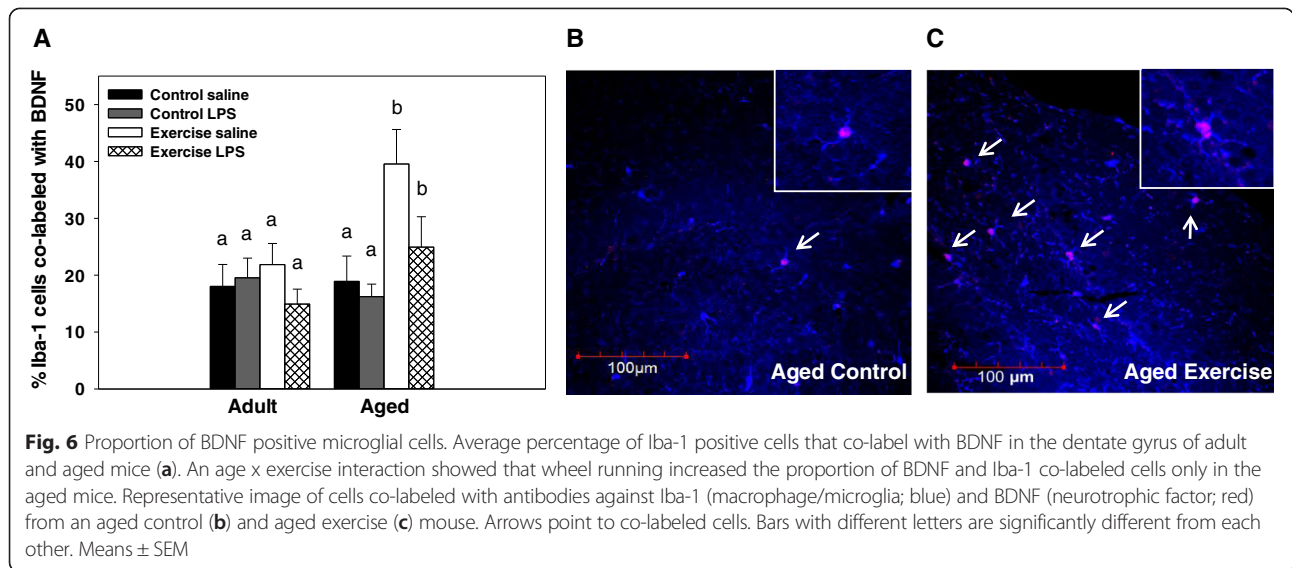 A
B
C
% Iba-1 cells co-labeled with BDNF
50
40
30
20
10
0
Control saline
Control LPS
Exercise saline
Exercise LPS
a
a
a
a
a
a
b
b
Adult
Aged
100µm
Aged Control
100 µm
Aged Exercise
Fig. 6 Proportion of BDNF positive microglial cells. Average percentage of Iba-1 positive cells that co-label with BDNF in the dentate gyrus of adult
and aged mice (a). An age x exercise interaction showed that wheel running increased the proportion of BDNF and Iba-1 co-labeled cells only in the
aged mice. Representative image of cells co-labeled with antibodies against Iba-1 (macrophage/microglia; blue) and BDNF (neurotrophic factor; red)
from an aged control (b) and aged exercise (c) mouse. Arrows point to co-labeled cells. Bars with different letters are significantly different from each
other. Means ± SEM